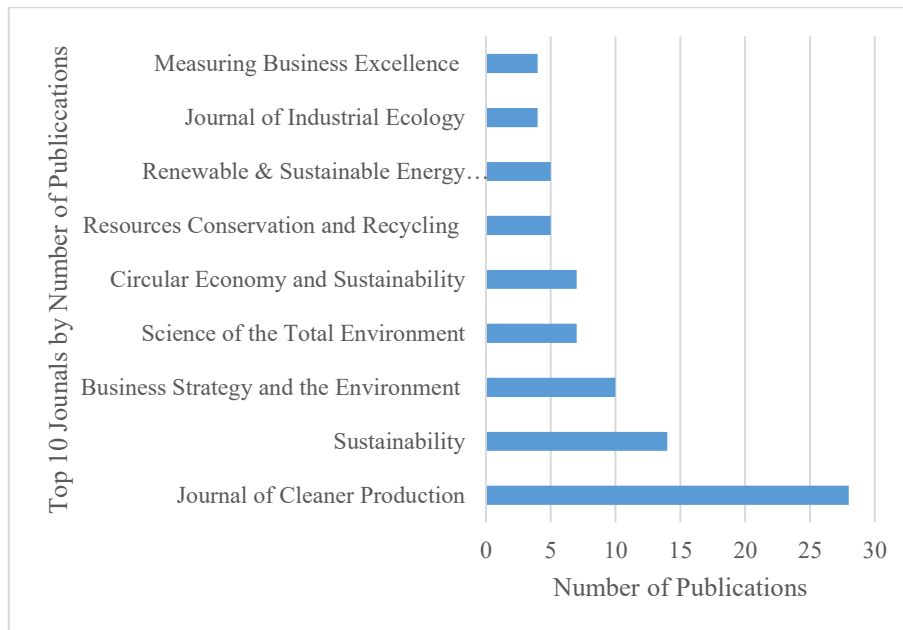 Top 10 Jounals by Number of Publiccations
Measuring Business Excellence
Journal of Industrial Ecology
Renewable & Sustainable Energy…
Resources Conservation and Recycling
Circular Economy and Sustainability
Science of the Total Environment
Business Strategy and the Environment
Sustainability
Journal of Cleaner Production
0 5 10 15 20 25 30
Number of Publications